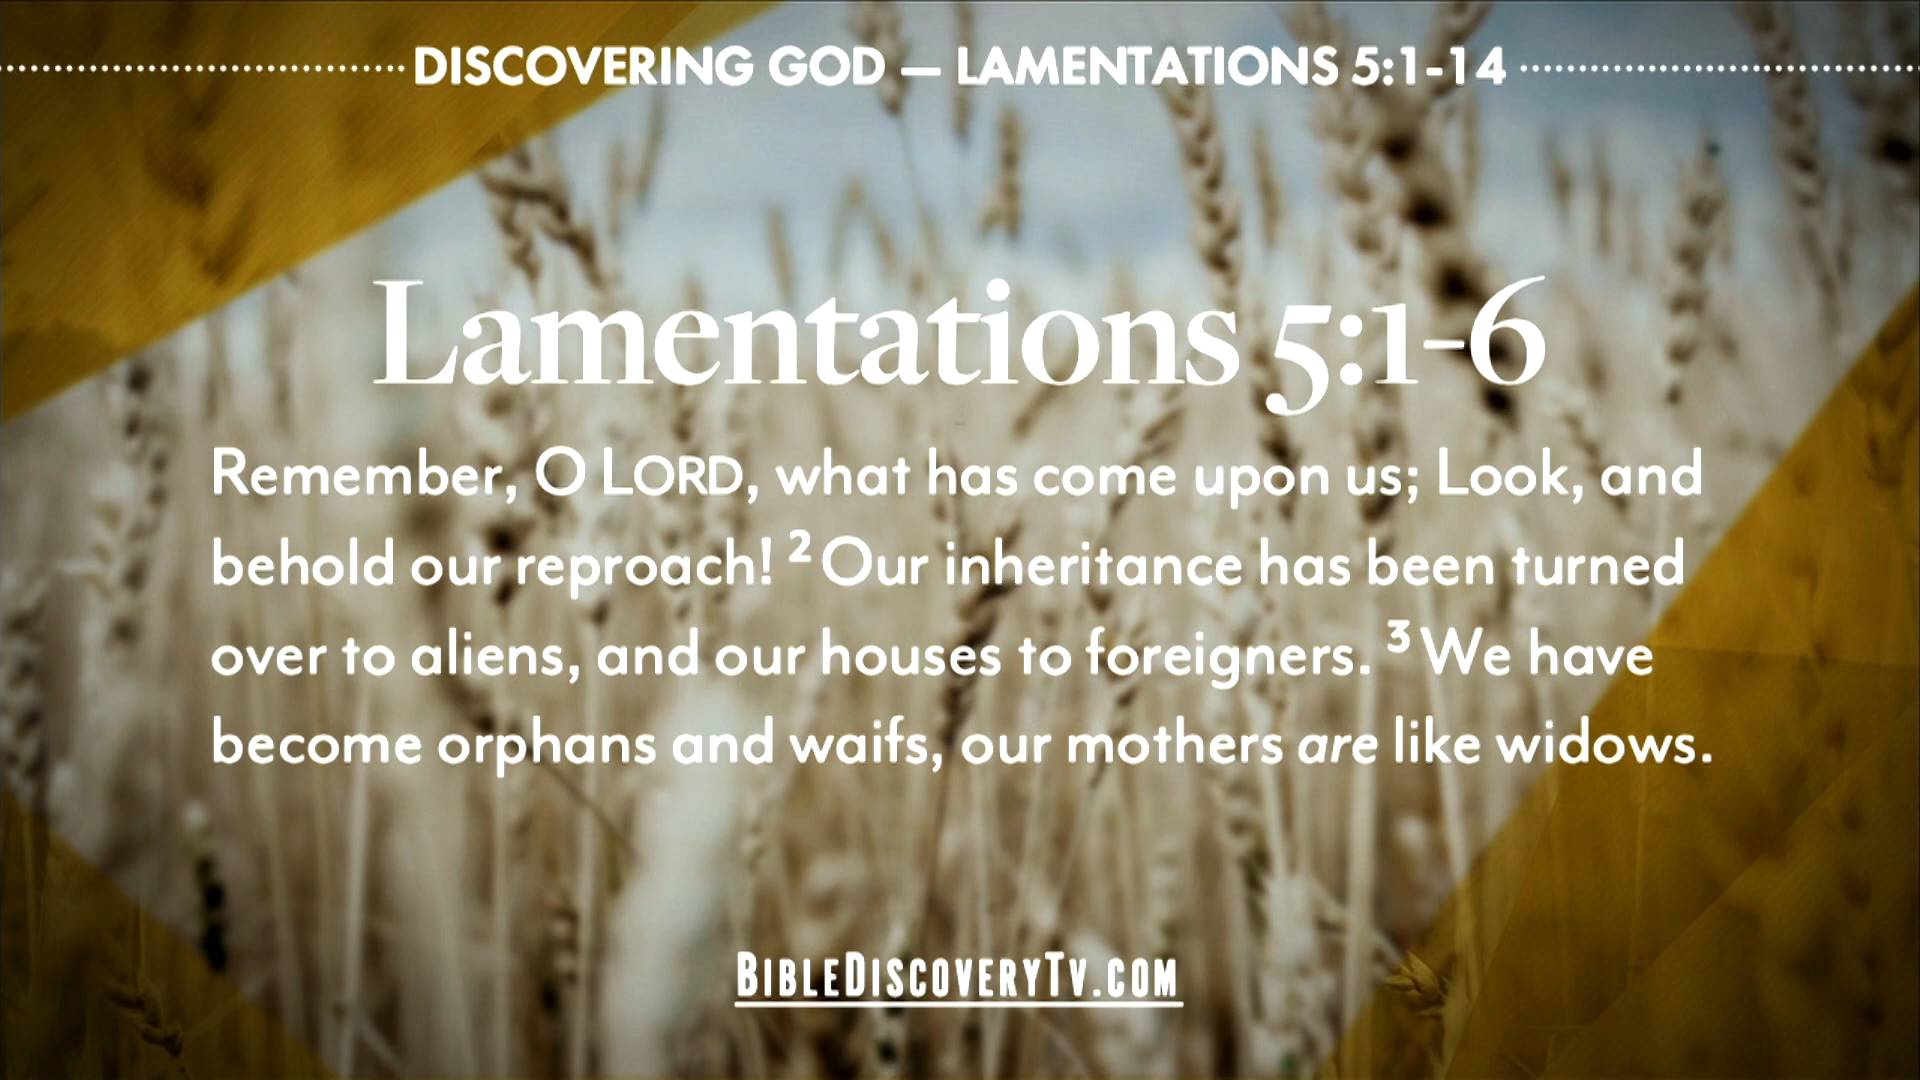 DISCOVERING GOD — LAMENTATIONS 5:1-14
Lamentations 5:1-6
Remember, O LORD, what has come upon us; Look, and
behold our reproach! ² Our inheritance has been turned
over to aliens, and our houses to foreigners. ³ We have
become orphans and waifs, our mothers are like widows.
BIBLEDISCOVERYTV.COM